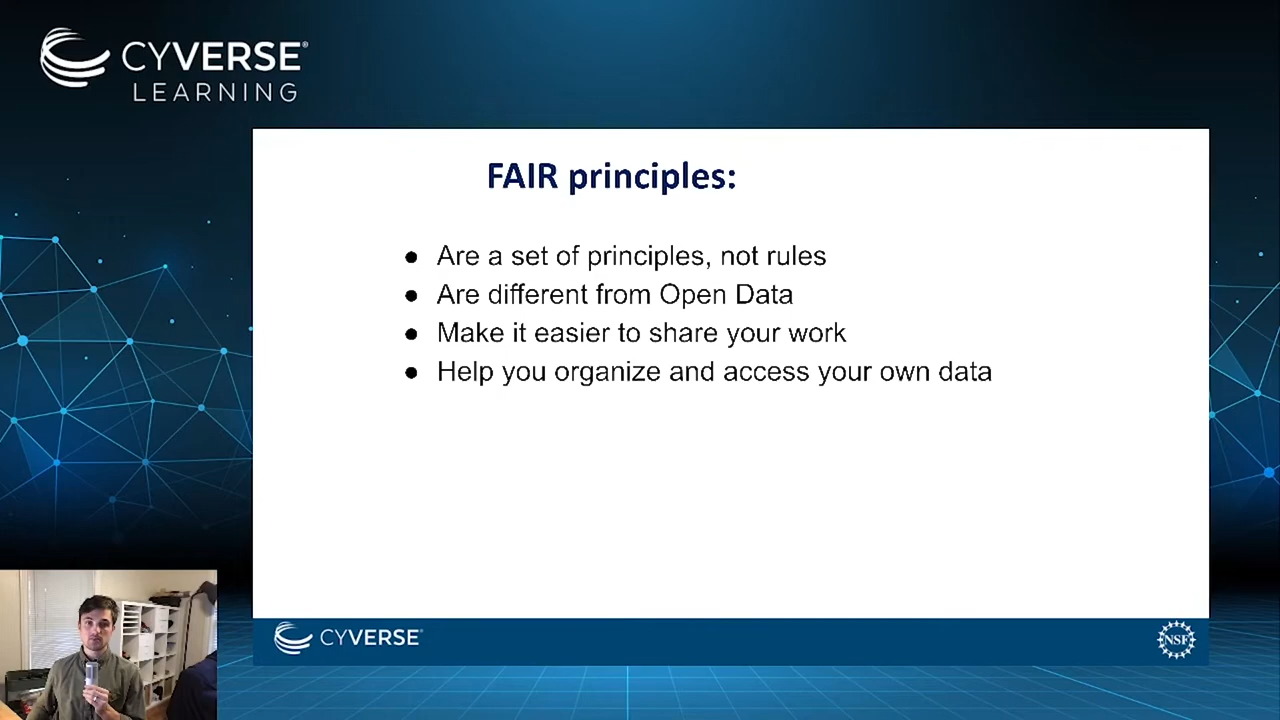 CYVERSE®
LEARNING
FAIR principles:
● Are a set of principles, not rules
● Are different from Open Data
● Make it easier to share your work
● Help you organize and access your own data
CYVERSE®
NSF